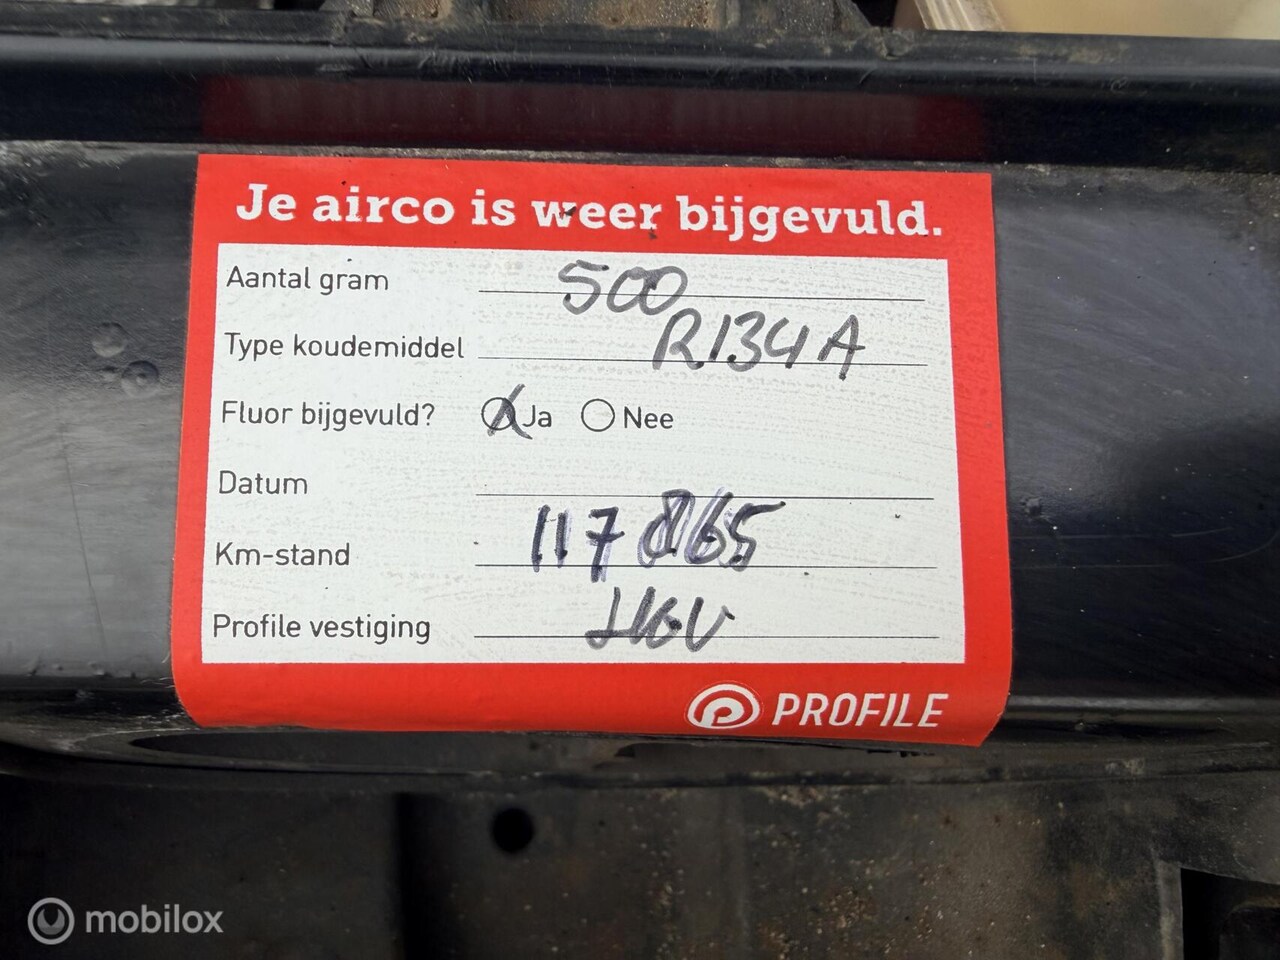 Je airco is weer bijgevuld.
Aantal gram 500
Type koudemiddel R134A
Fluor bijgevuld? Ja Nee
Datum
Km-stand 117865
Profile vestiging
PROFILE
mobilox